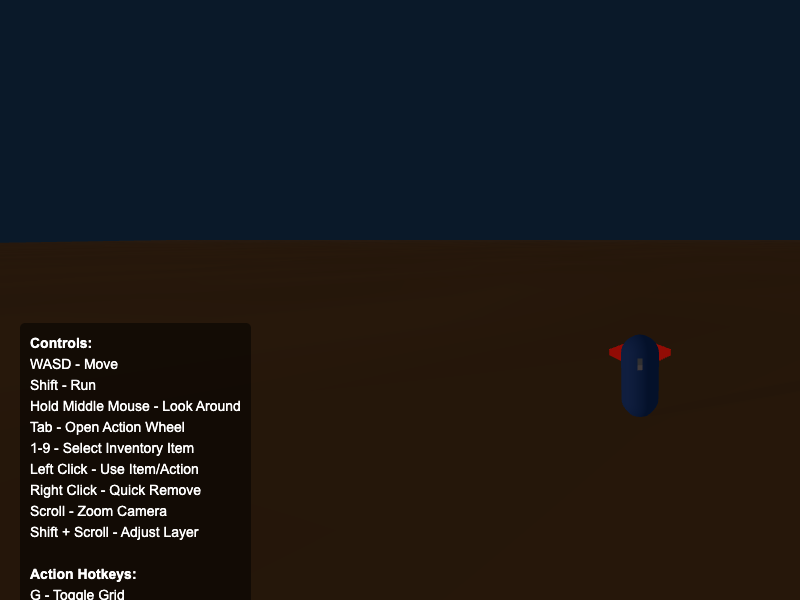 Controls:
WASD - Move
Shift - Run
Hold Middle Mouse - Look Around
Tab - Open Action Wheel
1-9 - Select Inventory Item
Left Click - Use Item/Action
Right Click - Quick Remove
Scroll - Zoom Camera
Shift + Scroll - Adjust Layer
Action Hotkeys:
G - Toggle Grid